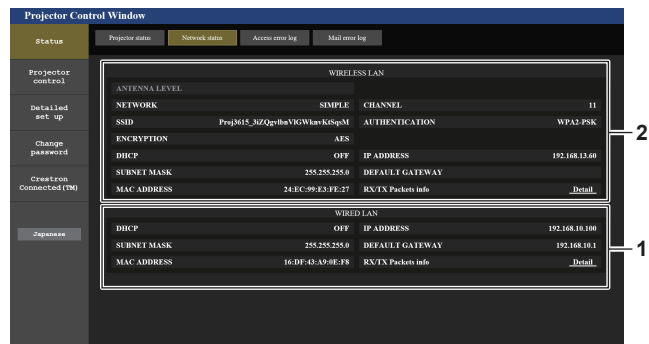 Projector Control Window
Status
Projector status Network status Access error log Mail error log
Projector control
Detailed set up
Change password
Crestron Connected(TM)
Japanese
WIRELESS LAN
ANTENNA LEVEL
NETWORK SIMPLE CHANNEL 11
SSID Proj3615_3iZQgvlbnVlGWknvKtSqsM AUTHENTICATION WPA2-PSK
ENCRYPTION AES
DHCP OFF IP ADDRESS 192.168.13.60
SUBNET MASK 255.255.255.0 DEFAULT GATEWAY
MAC ADDRESS 24:EC:99:E3:FE:27 RX/TX Packets info Detail
2
WIRED LAN
DHCP OFF IP ADDRESS 192.168.10.100
SUBNET MASK 255.255.255.0 DEFAULT GATEWAY 192.168.10.1
MAC ADDRESS 16:DF:43:A9:0E:F8 RX/TX Packets info Detail
1